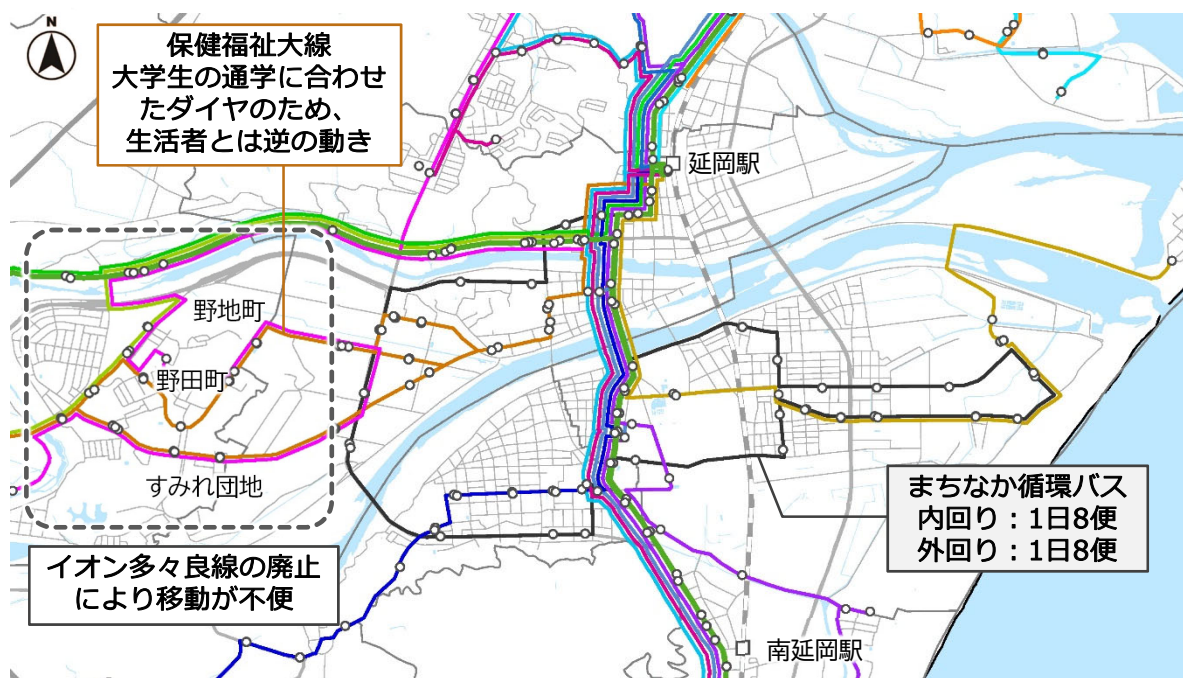 N
保健福祉大線
大学生の通学に合わせ
たダイヤのため、
生活者とは逆の動き
延岡駅
野地町
野田町
すみれ団地
イオン多々良線の廃止
により移動が不便
まちなか循環バス
内回り：1日8便
外回り：1日8便
南延岡駅